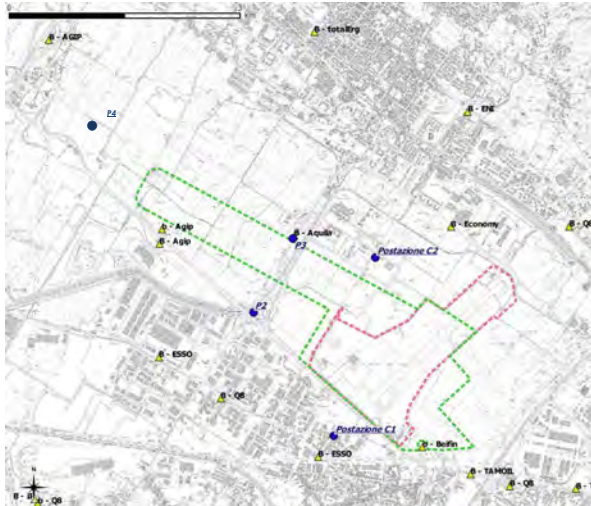 0
B - AGIP
B - totalErg
P4
B - ENI
b - Agip
B - Agip
B - Aquila
P3
B - Economy
Postazione C2
P2
B - ESSO
B - Q8
Postazione C1
B - ESSO
B - Beifin
B - TAMOIL
B - Q8
N
B - B
b - Q8